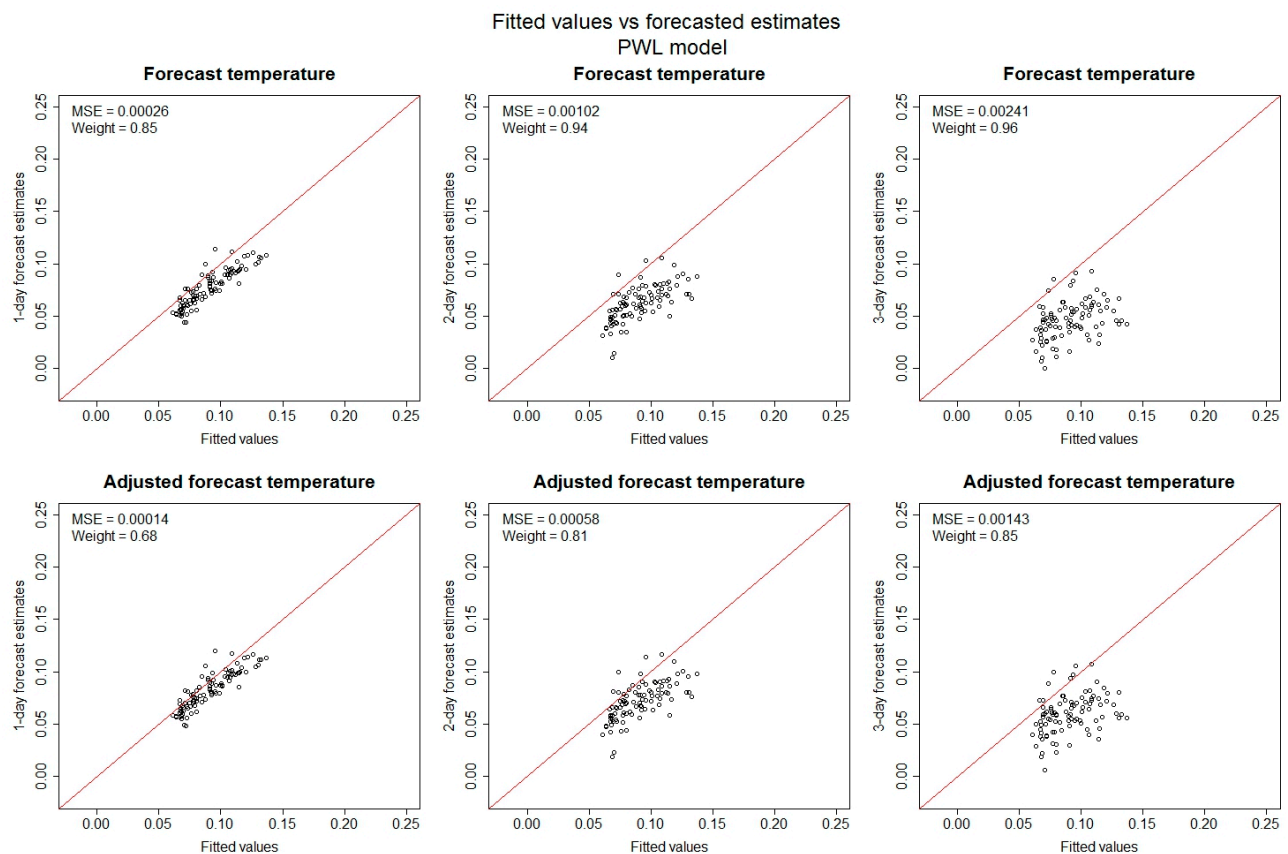 Fitted values vs forecasted estimates
PWL model
Forecast temperature
MSE = 0.00026
Weight = 0.85
1-day forecast estimates
0.25
0.20
0.15
0.10
0.05
0.00
0.00 0.05 0.10 0.15 0.20 0.25
Fitted values
Forecast temperature
MSE = 0.00102
Weight = 0.94
2-day forecast estimates
0.25
0.20
0.15
0.10
0.05
0.00
0.00 0.05 0.10 0.15 0.20 0.25
Fitted values
Forecast temperature
MSE = 0.00241
Weight = 0.96
3-day forecast estimates
0.25
0.20
0.15
0.10
0.05
0.00
0.00 0.05 0.10 0.15 0.20 0.25
Fitted values
Adjusted forecast temperature
MSE = 0.00014
Weight = 0.68
1-day forecast estimates
0.25
0.20
0.15
0.10
0.05
0.00
0.00 0.05 0.10 0.15 0.20 0.25
Fitted values
Adjusted forecast temperature
MSE = 0.00058
Weight = 0.81
2-day forecast estimates
0.25
0.20
0.15
0.10
0.05
0.00
0.00 0.05 0.10 0.15 0.20 0.25
Fitted values
Adjusted forecast temperature
MSE = 0.00143
Weight = 0.85
3-day forecast estimates
0.25
0.20
0.15
0.10
0.05
0.00
0.00 0.05 0.10 0.15 0.20 0.25
Fitted values